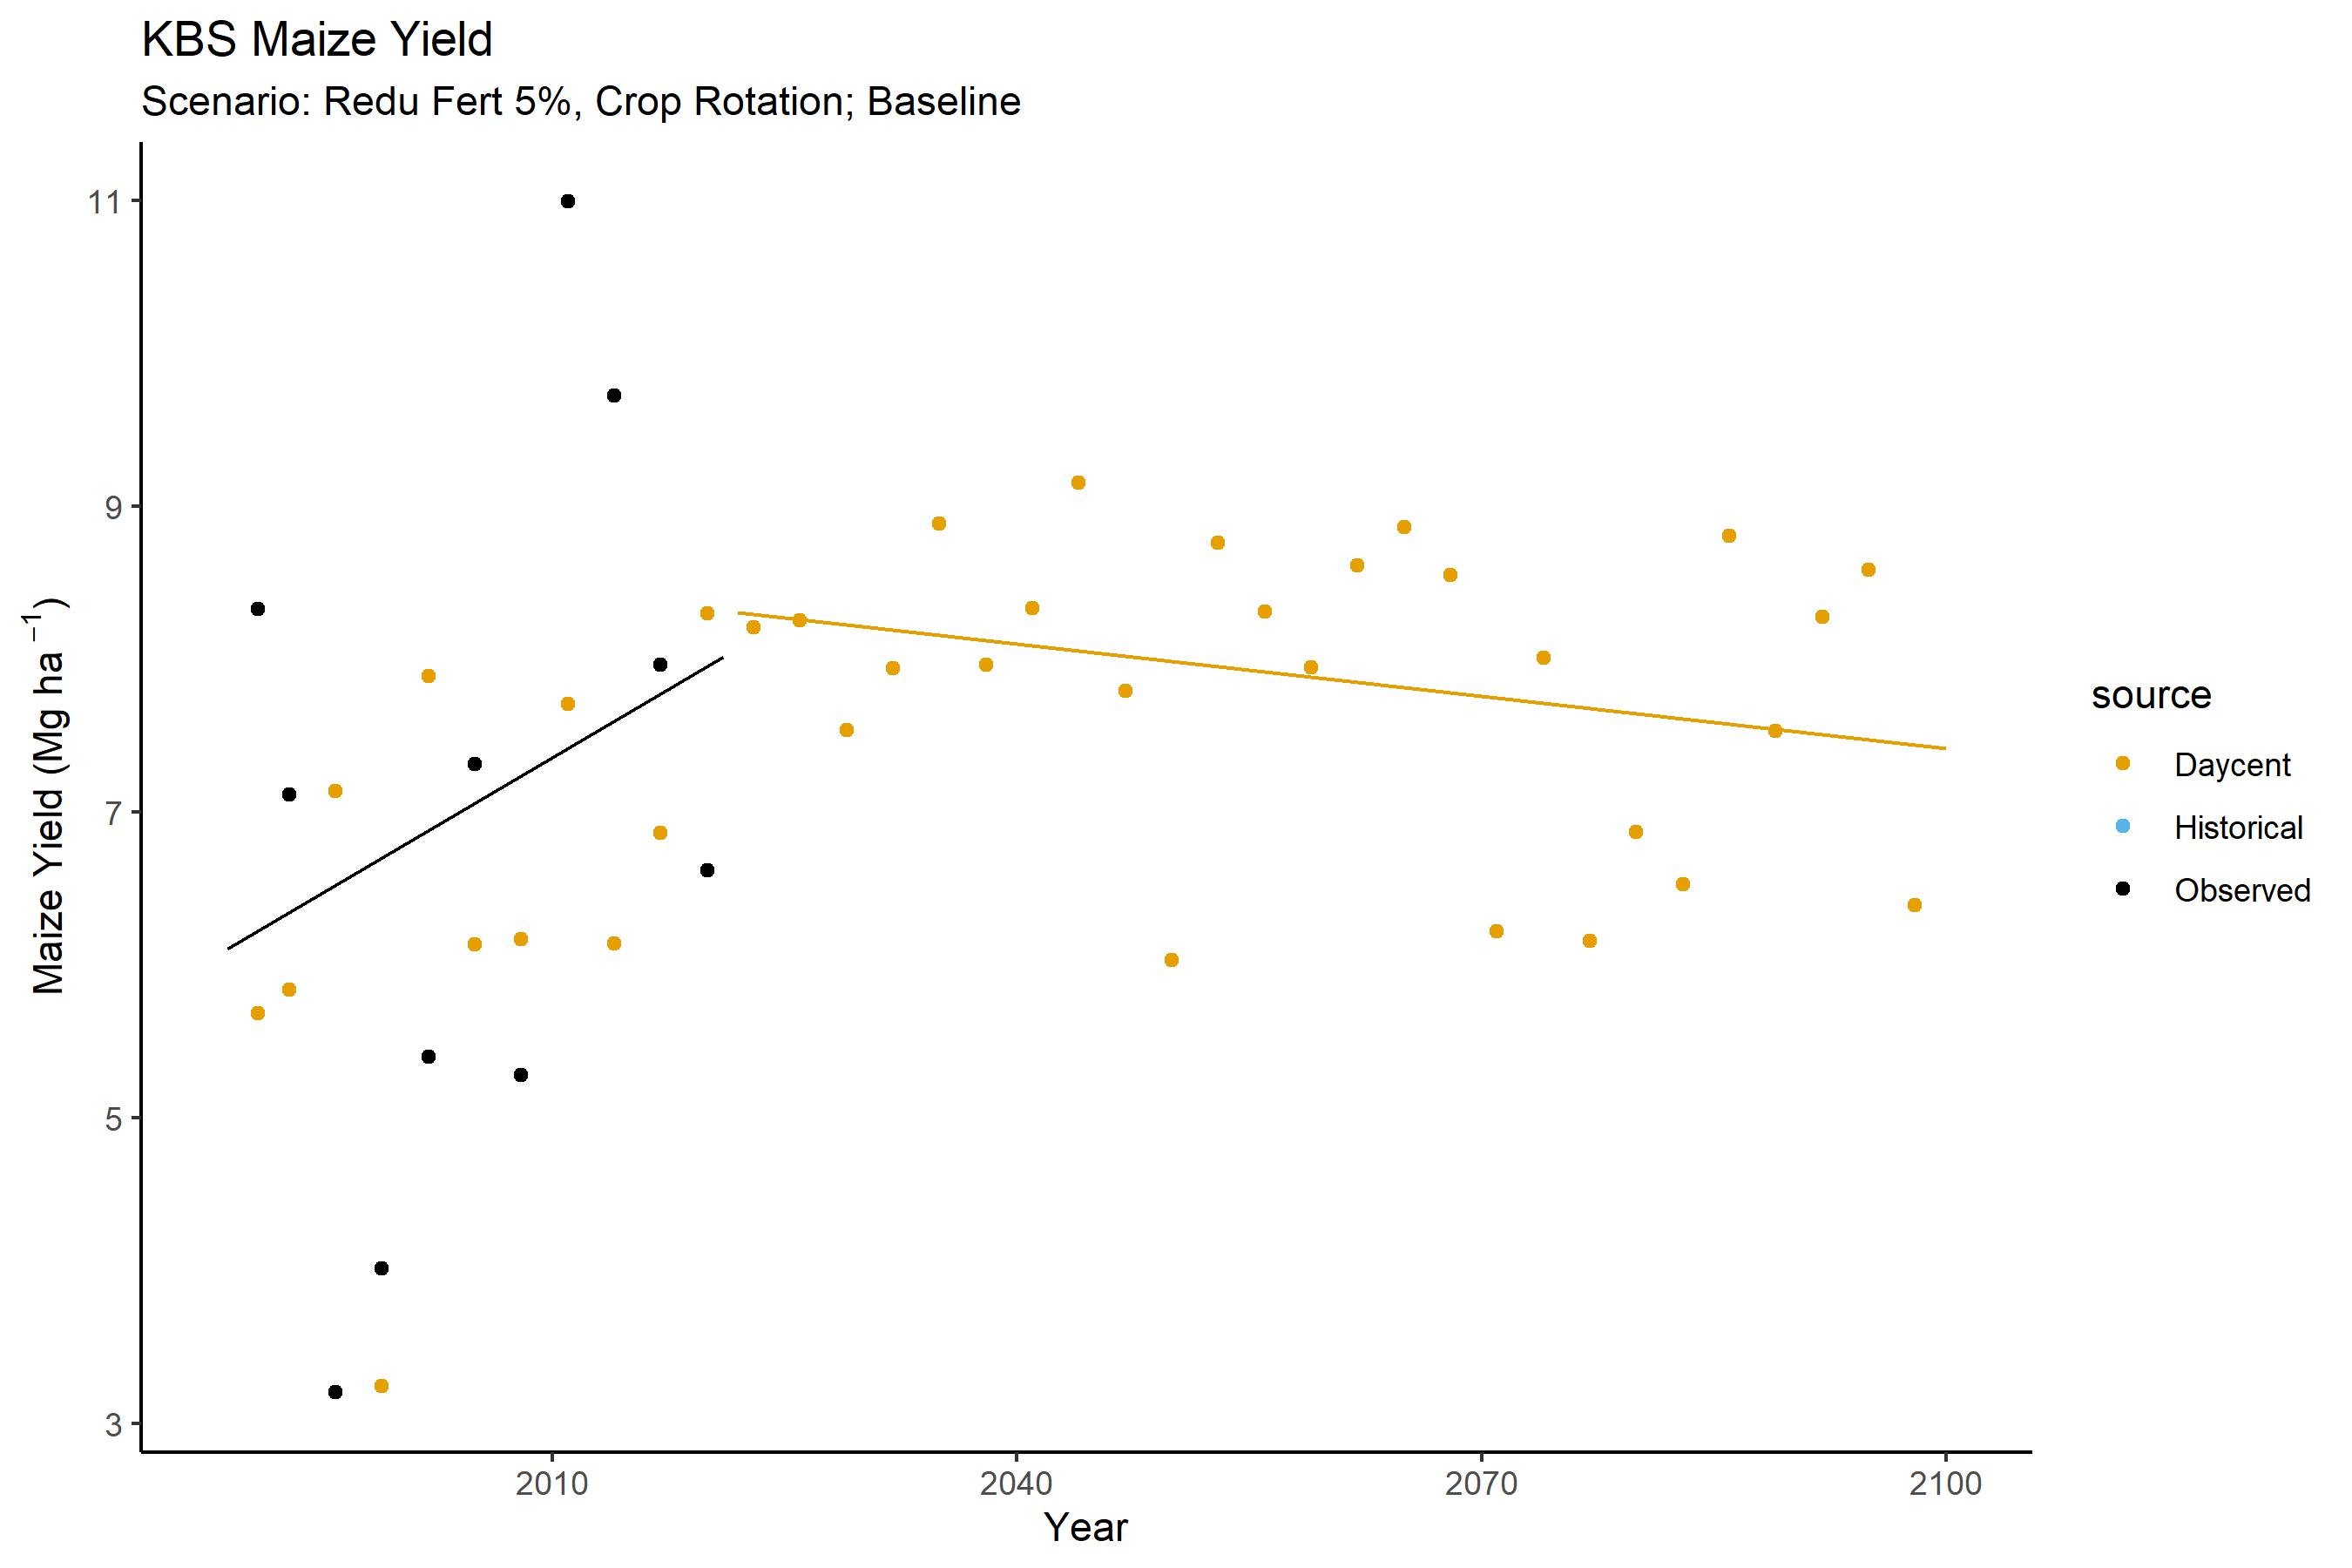 KBS Maize Yield
Scenario: Redu Fert 5%, Crop Rotation; Baseline
11
9
7
5
3
Maize Yield (Mg ha ⁻¹)
2010 2040 2070 2100
Year
source
Daycent
Historical
Observed